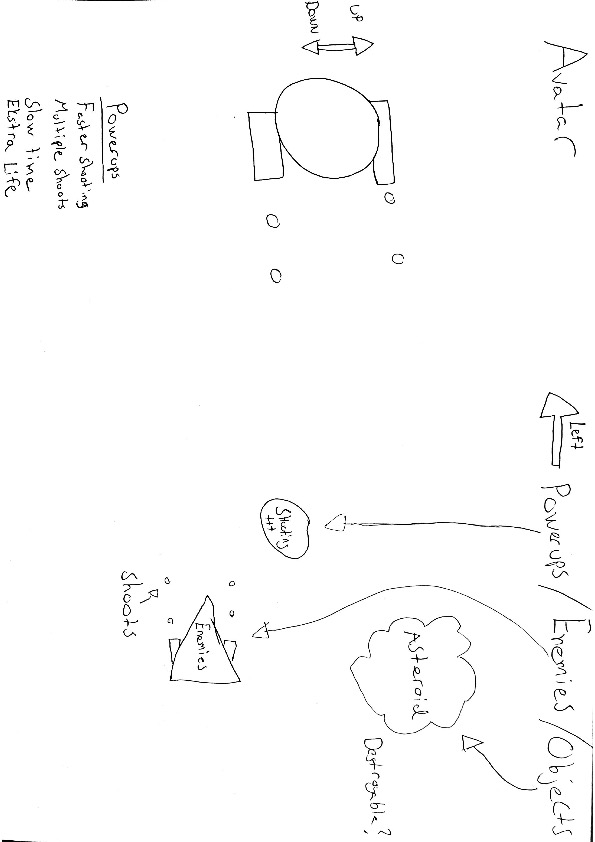 Avatar
Left
Powerups / Enemies / Objects
UP
DOWN
Shooting
++
Asteroid
Destroyable?
Enemies
Shoots
Powerups
Faster Shooting
Multiple Shoots
Slow time
Ekstra Life